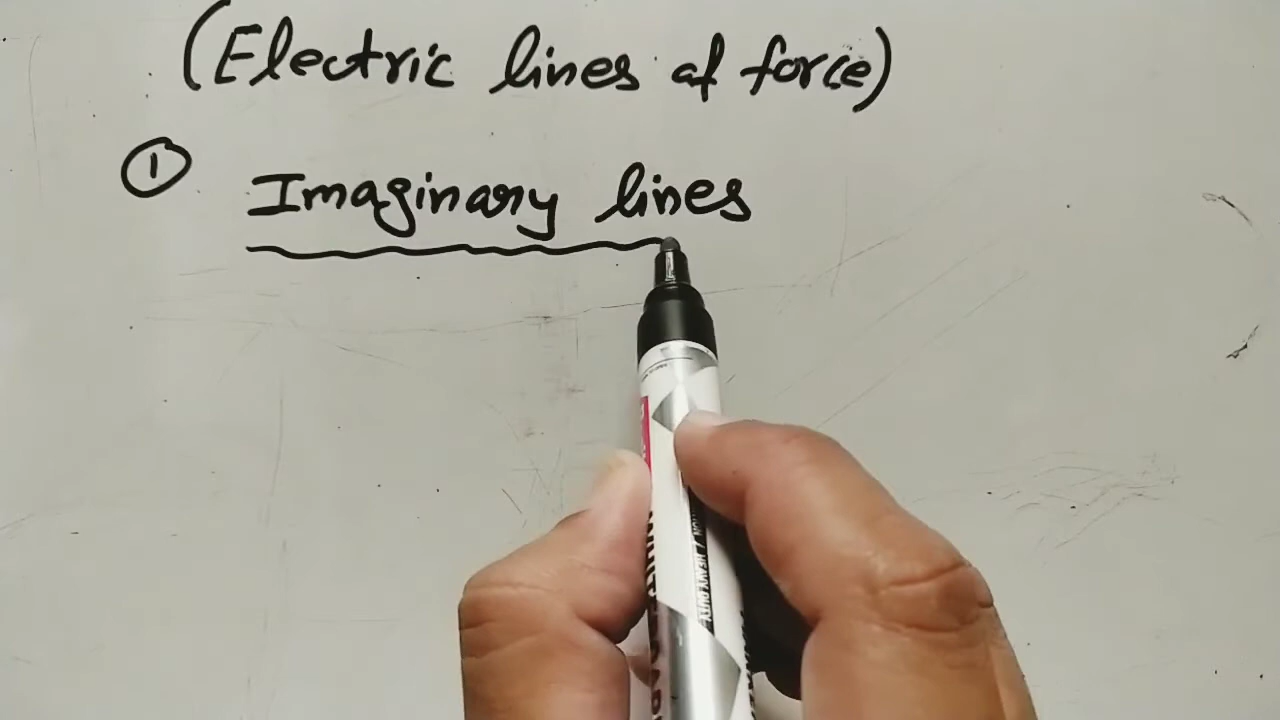 (Electric lines of force)
① Imaginary lines